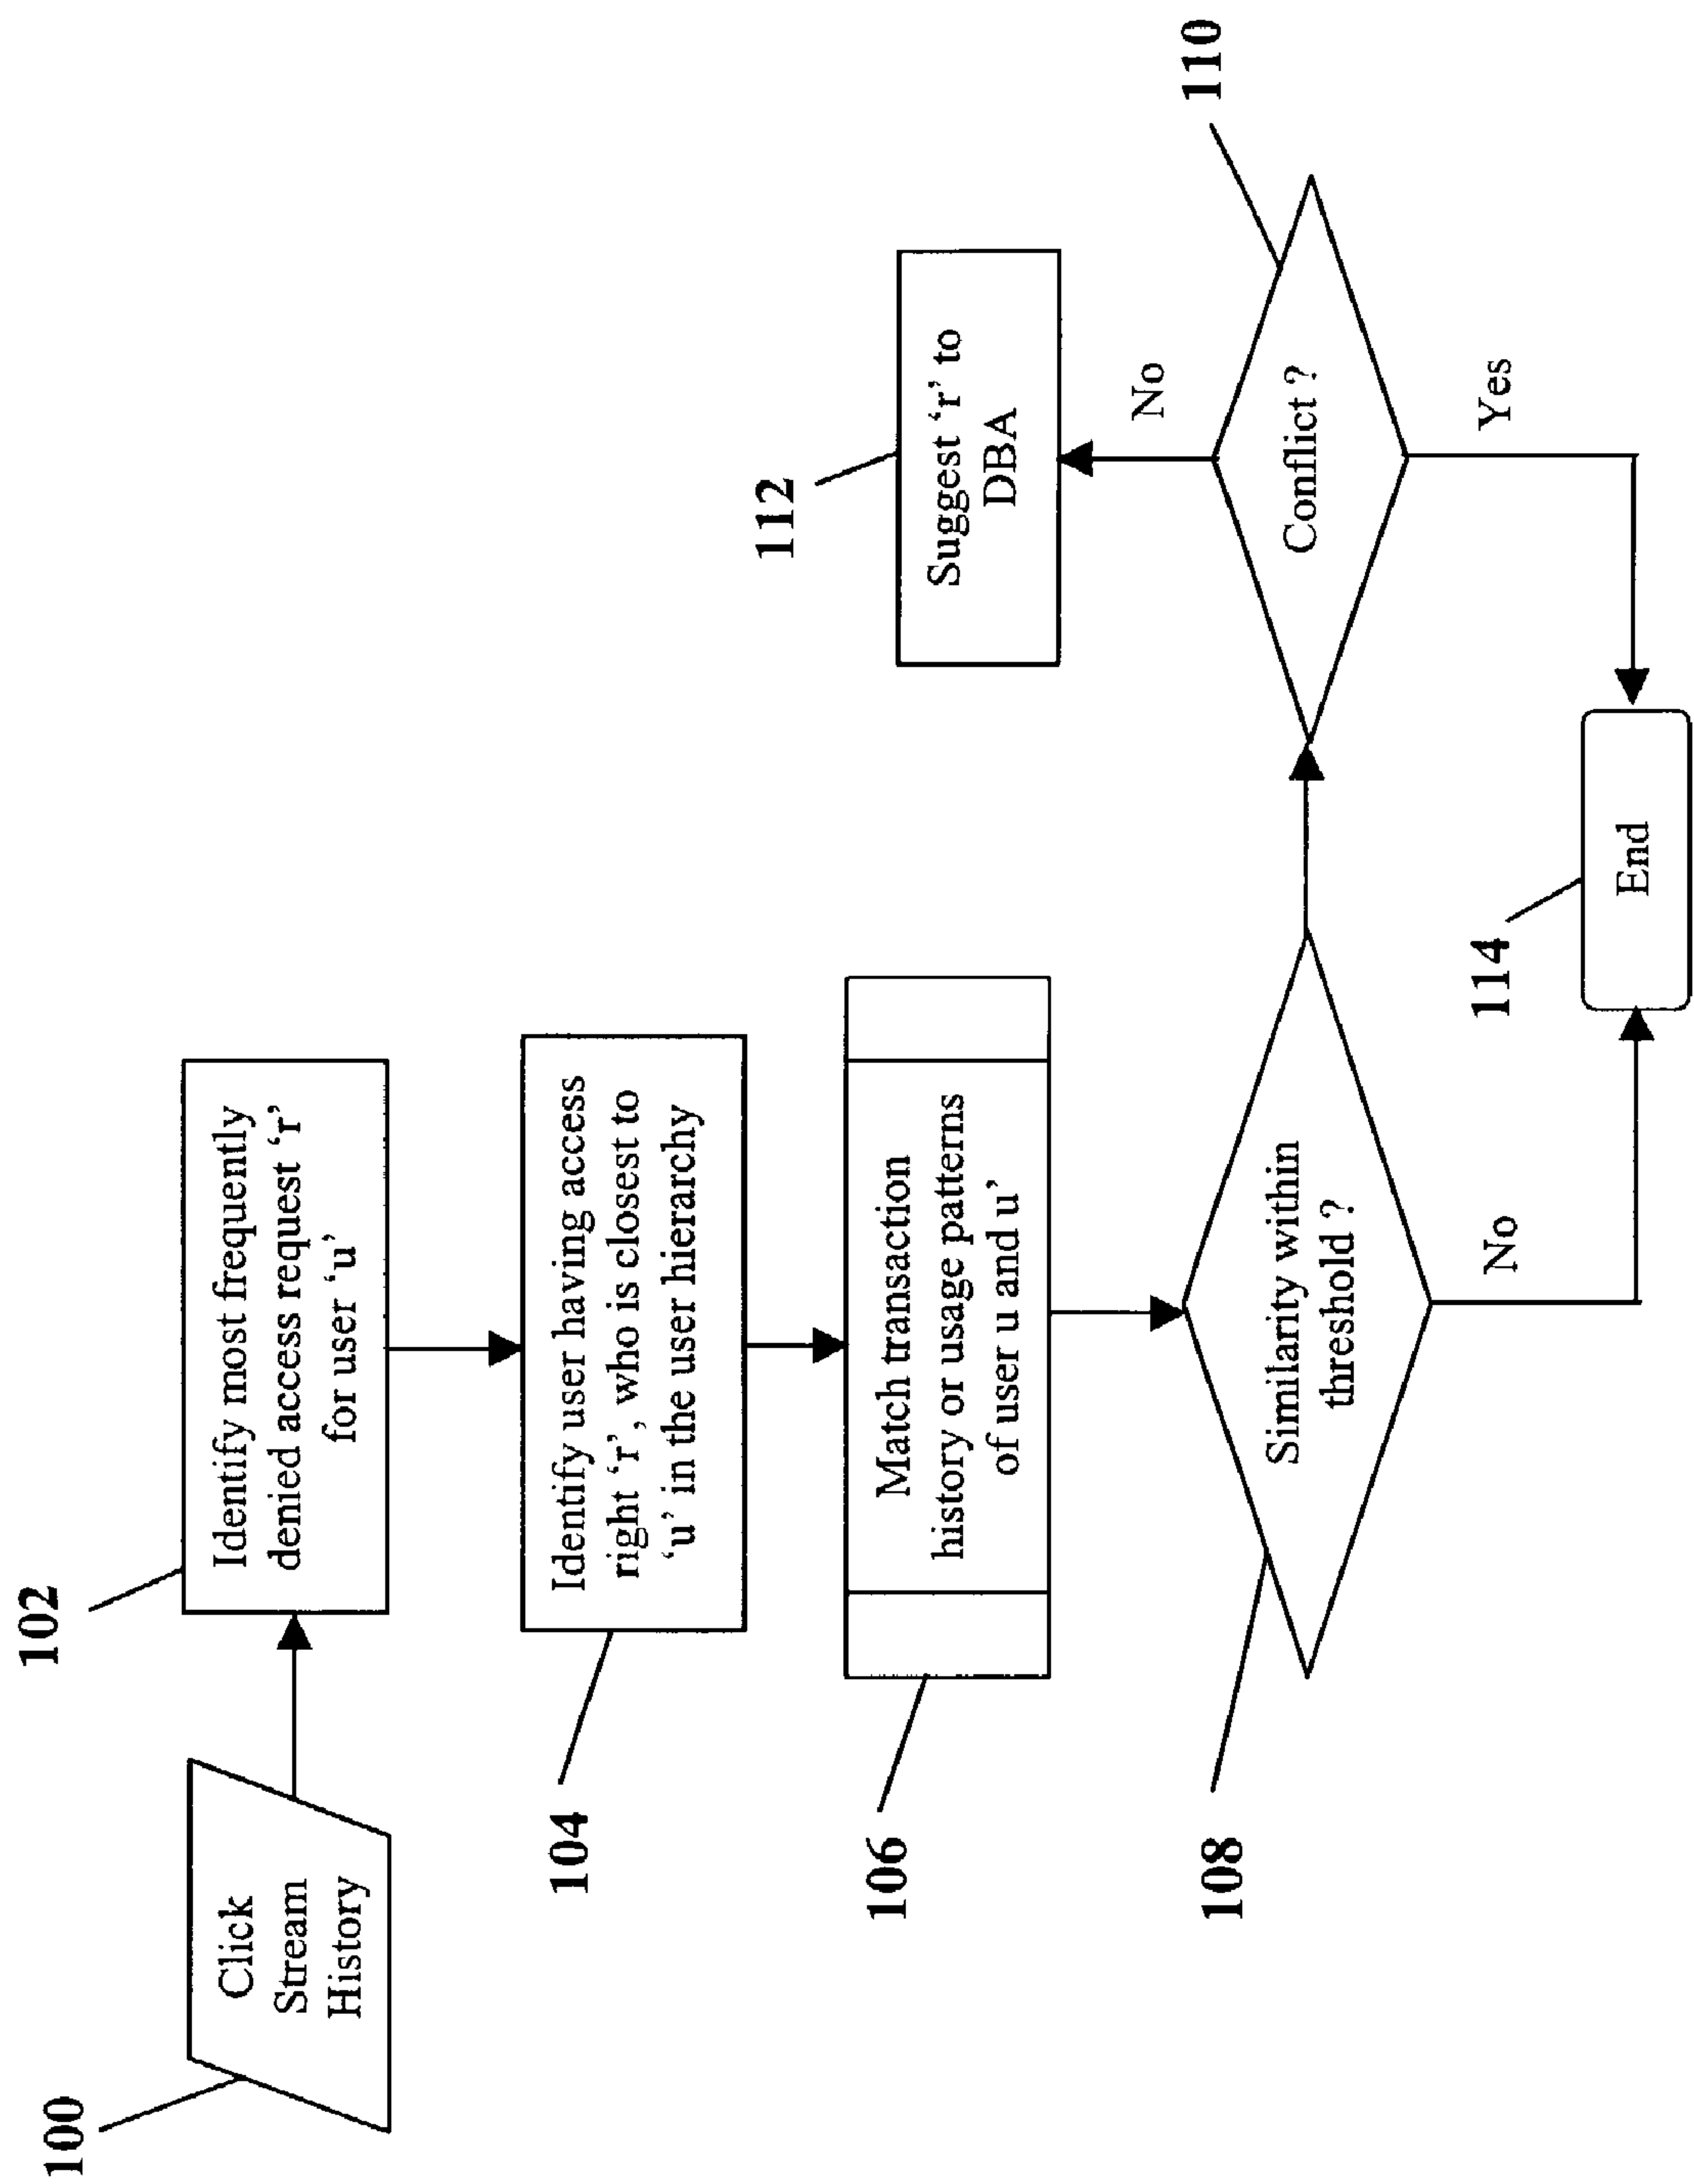 100
Click
Stream
History
102
Identify most frequently
denied access request ‘r’
for user ‘u’
104
Identify user having access
right ‘r’, who is closest to
‘u’ in the user hierarchy
106
Match transaction
history or usage patterns
of user u and u’
108
Similarity within
threshold ?
No
110
Conflict ?
No
Yes
112
Suggest ‘r’ to
DBA
114
End